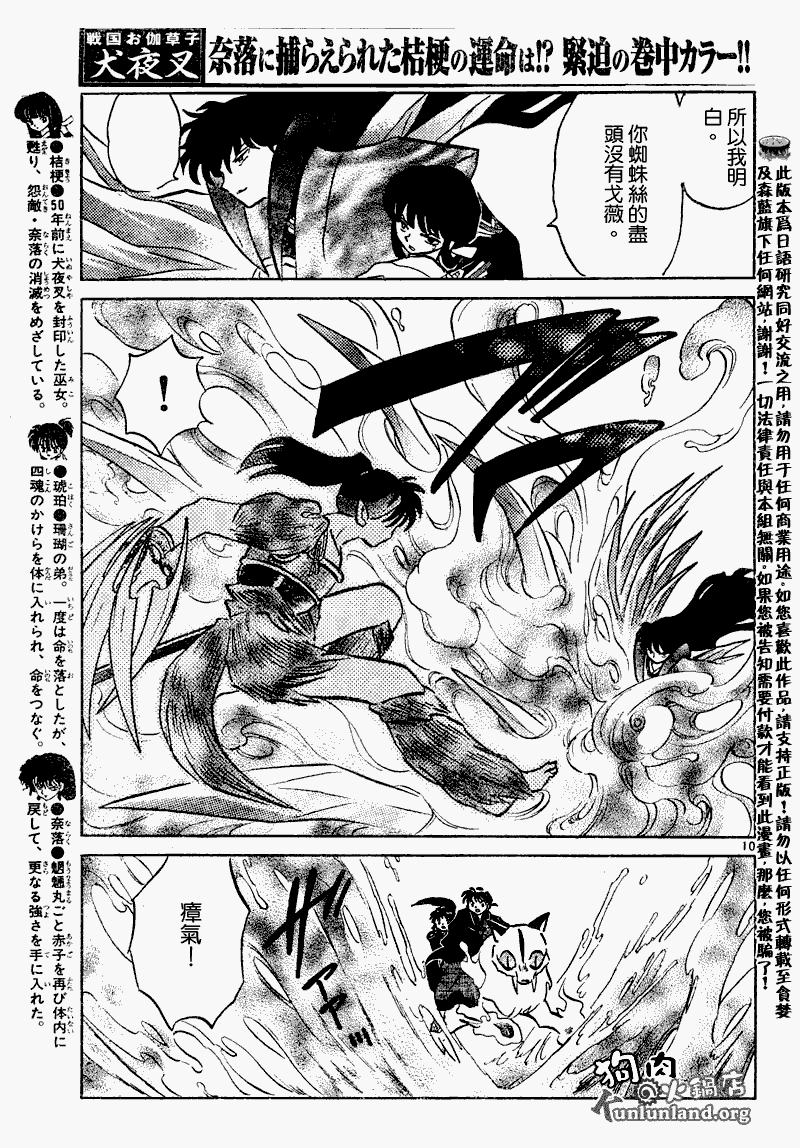 戦国お伽草子
犬夜叉
奈落に捕らえられた桔梗の運命は!? 緊迫の巻中カラー!!
所以我明
白。
你蜘蛛絲的盡
頭沒有戈薇。
！
10
瘴氣！
ドアアッ
●桔梗●50年前に犬夜叉を封印した巫女。
甦り、怨敵・奈落の消滅をめざしている。
●琥珀●珊瑚の弟。一度は命を落としたが、
四魂のかけらを体に入れられ、命をつなぐ。
●奈落●魍魎丸ごと赤子を再び体内に
戻して、更なる強さを手に入れた。
此版本爲日語研究同好交流之用，請勿用于任何商業用途。如您喜歡此作品，請支持正版！請勿以任何形式轉載至貪婪
及森藍旗下任何網站，謝謝！一切法律責任與本組無關。如果您被告知需要付款才能看到此漫畫，那麼，您被騙了！
狗肉
火鍋店
Kunlunland.org